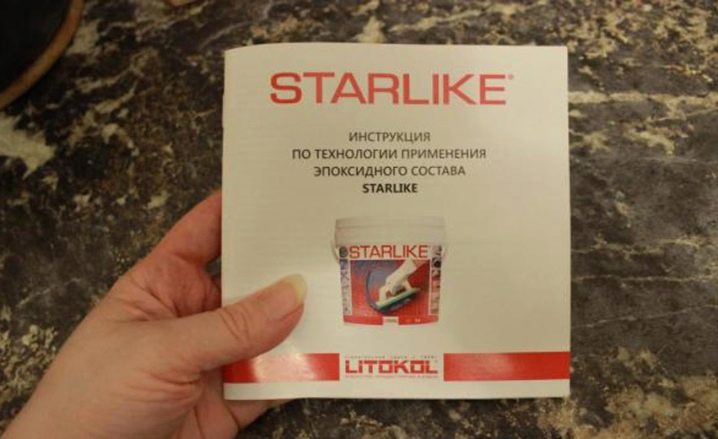 STARLIKE®
ИНСТРУКЦИЯ
ПО ТЕХНОЛОГИИ ПРИМЕНЕНИЯ
ЭПОКСИДНОГО СОСТАВА
STARLIKE
STARLIKE
LITOKOL